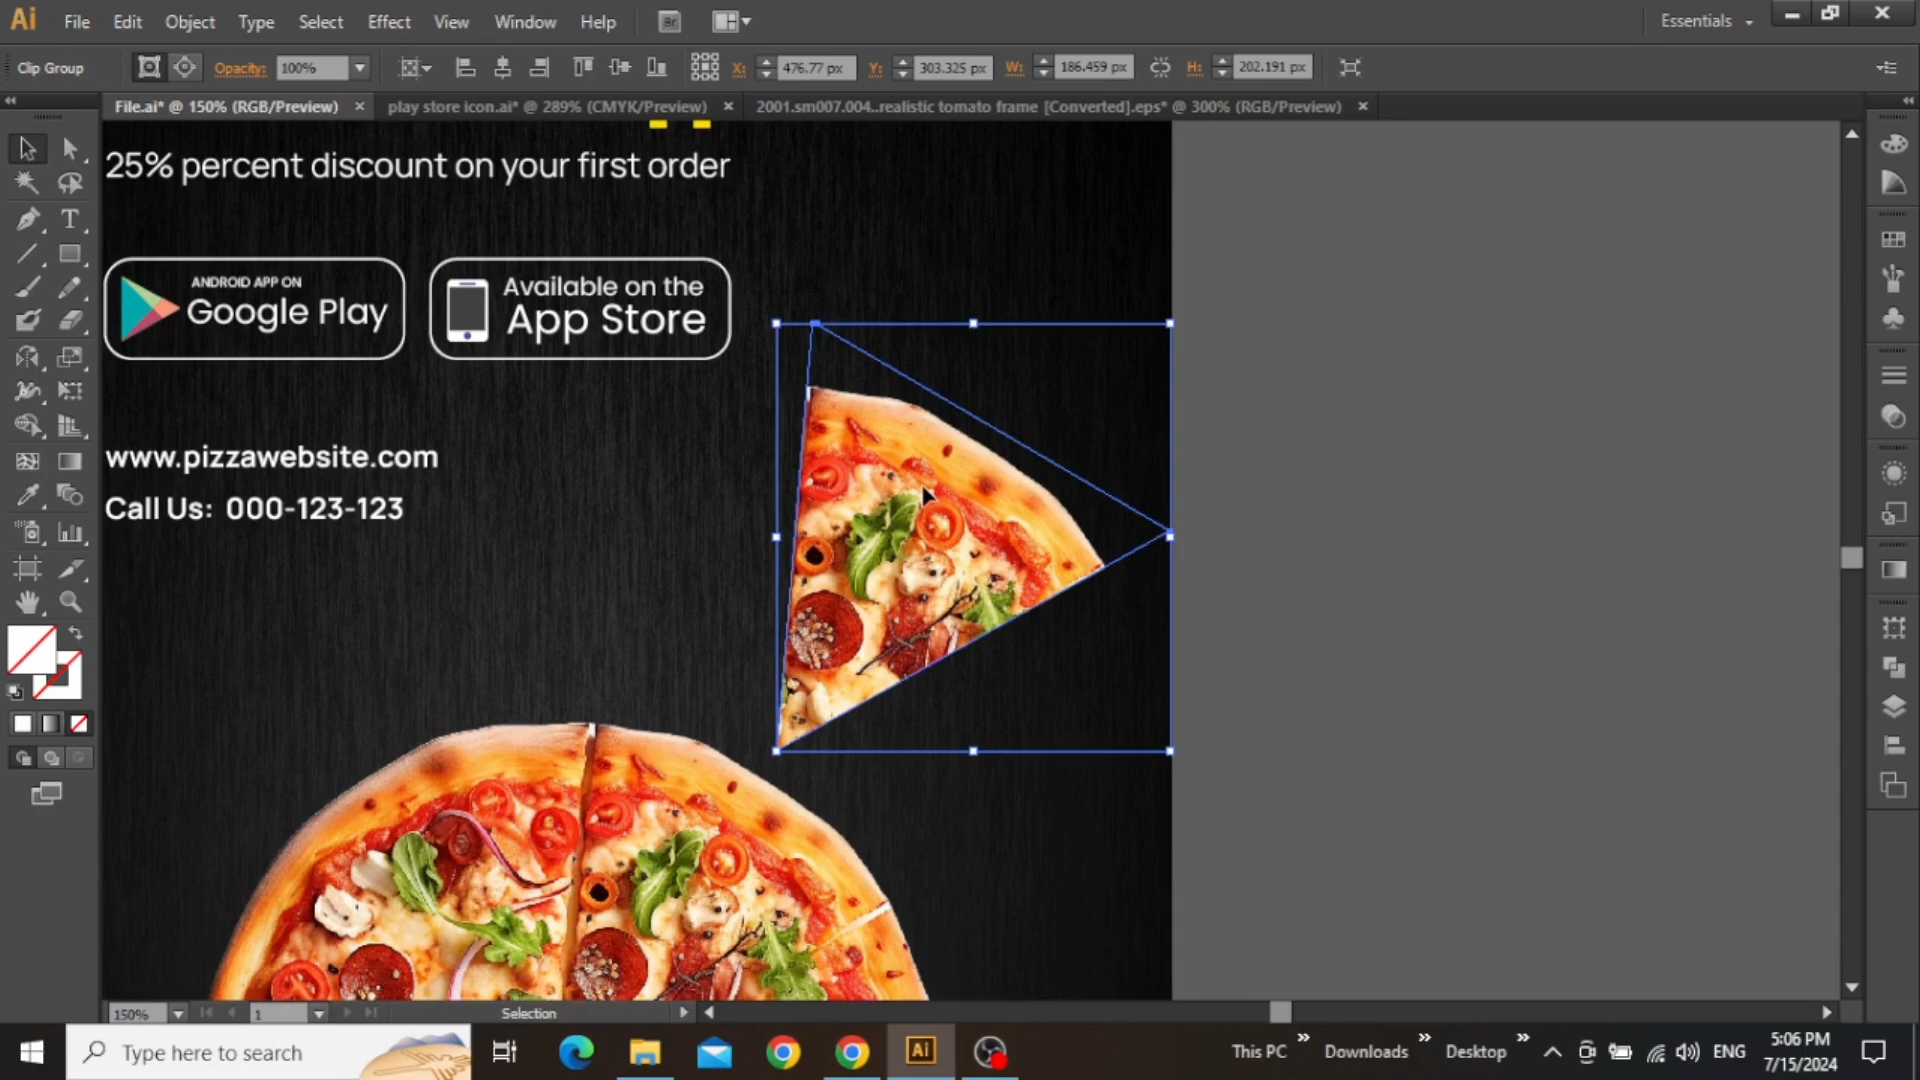 Ai File Edit Object Type Select Effect View Window Help Br Essentials
Clip Group Opacity: 100% X: 476.77 px Y: 303.325 px W: 186.459 px H: 202.191 px
File.ai* @ 150% (RGB/Preview) × play store icon.ai* @ 289% (CMYK/Preview) × 2001.sm007.004..realistic tomato frame [Converted].eps* @ 300% (RGB/Preview) ×
25% percent discount on your first order
ANDROID APP ON
Google Play
Available on the
App Store
www.pizzawebsite.com
Call Us: 000-123-123
150% 1 Selection
Type here to search
Ai
This PC » Downloads » Desktop » ENG
5:06 PM
7/15/2024